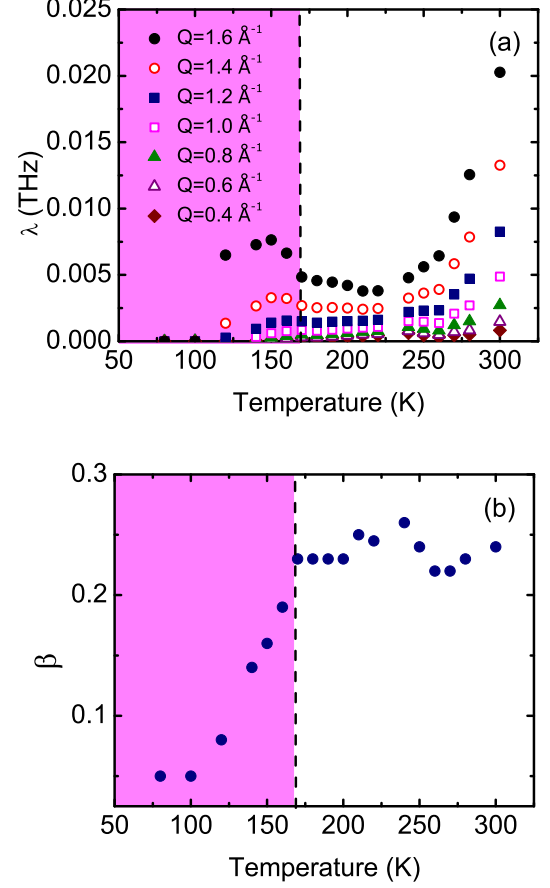 (a)
Q=1.6 Å⁻¹
Q=1.4 Å⁻¹
Q=1.2 Å⁻¹
Q=1.0 Å⁻¹
Q=0.8 Å⁻¹
Q=0.6 Å⁻¹
Q=0.4 Å⁻¹
λ (THz)
0.025
0.020
0.015
0.010
0.005
0.000
50 100 150 200 250 300
Temperature (K)
(b)
β
0.3
0.2
0.1
50 100 150 200 250 300
Temperature (K)